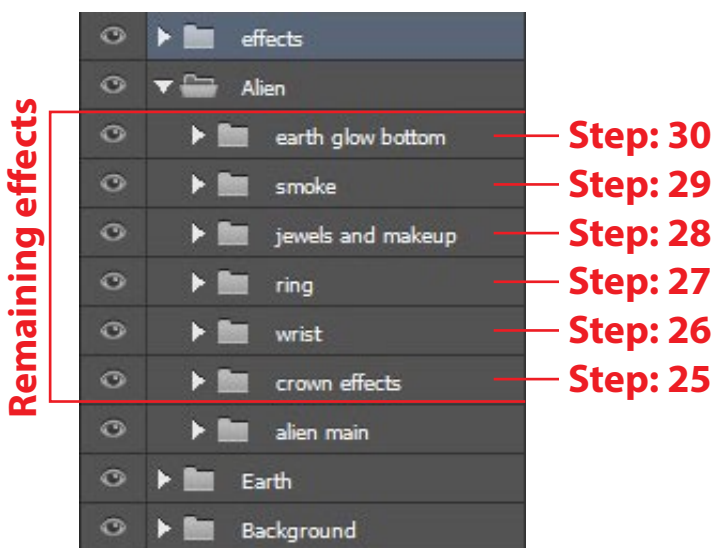 effects
Alien
Remaining effects
earth glow bottom Step: 30
smoke Step: 29
jewels and makeup Step: 28
ring Step: 27
wrist Step: 26
crown effects Step: 25
alien main
Earth
Background